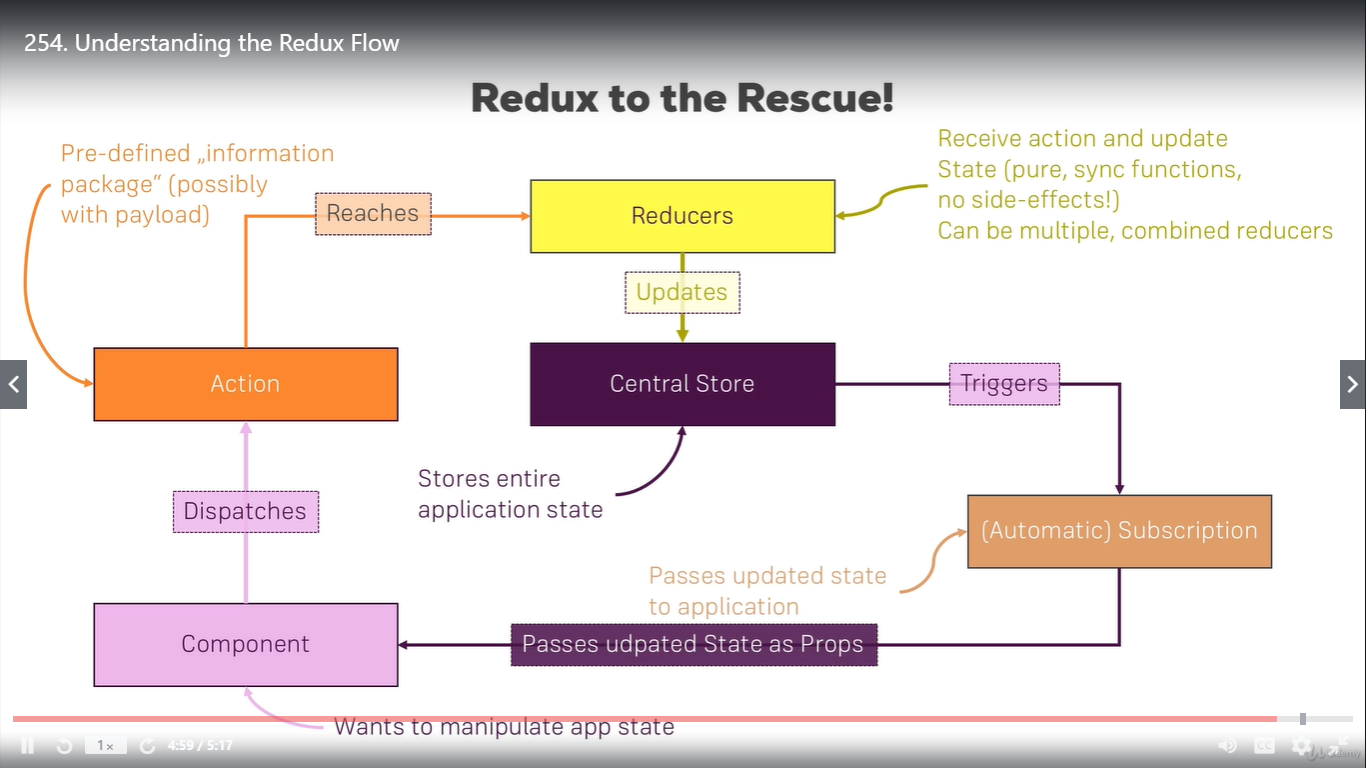 254. Understanding the Redux Flow
Redux to the Rescue!
Pre-defined „information
package“ (possibly
with payload)
Reaches
Reducers
Receive action and update
State (pure, sync functions,
no side-effects!)
Can be multiple, combined reducers
Updates
Action
Central Store
Triggers
Stores entire
application state
Dispatches
(Automatic) Subscription
Passes updated state
to application
Component
Passes udpated State as Props
Wants to manipulate app state
1×
4:59 / 5:17
CC